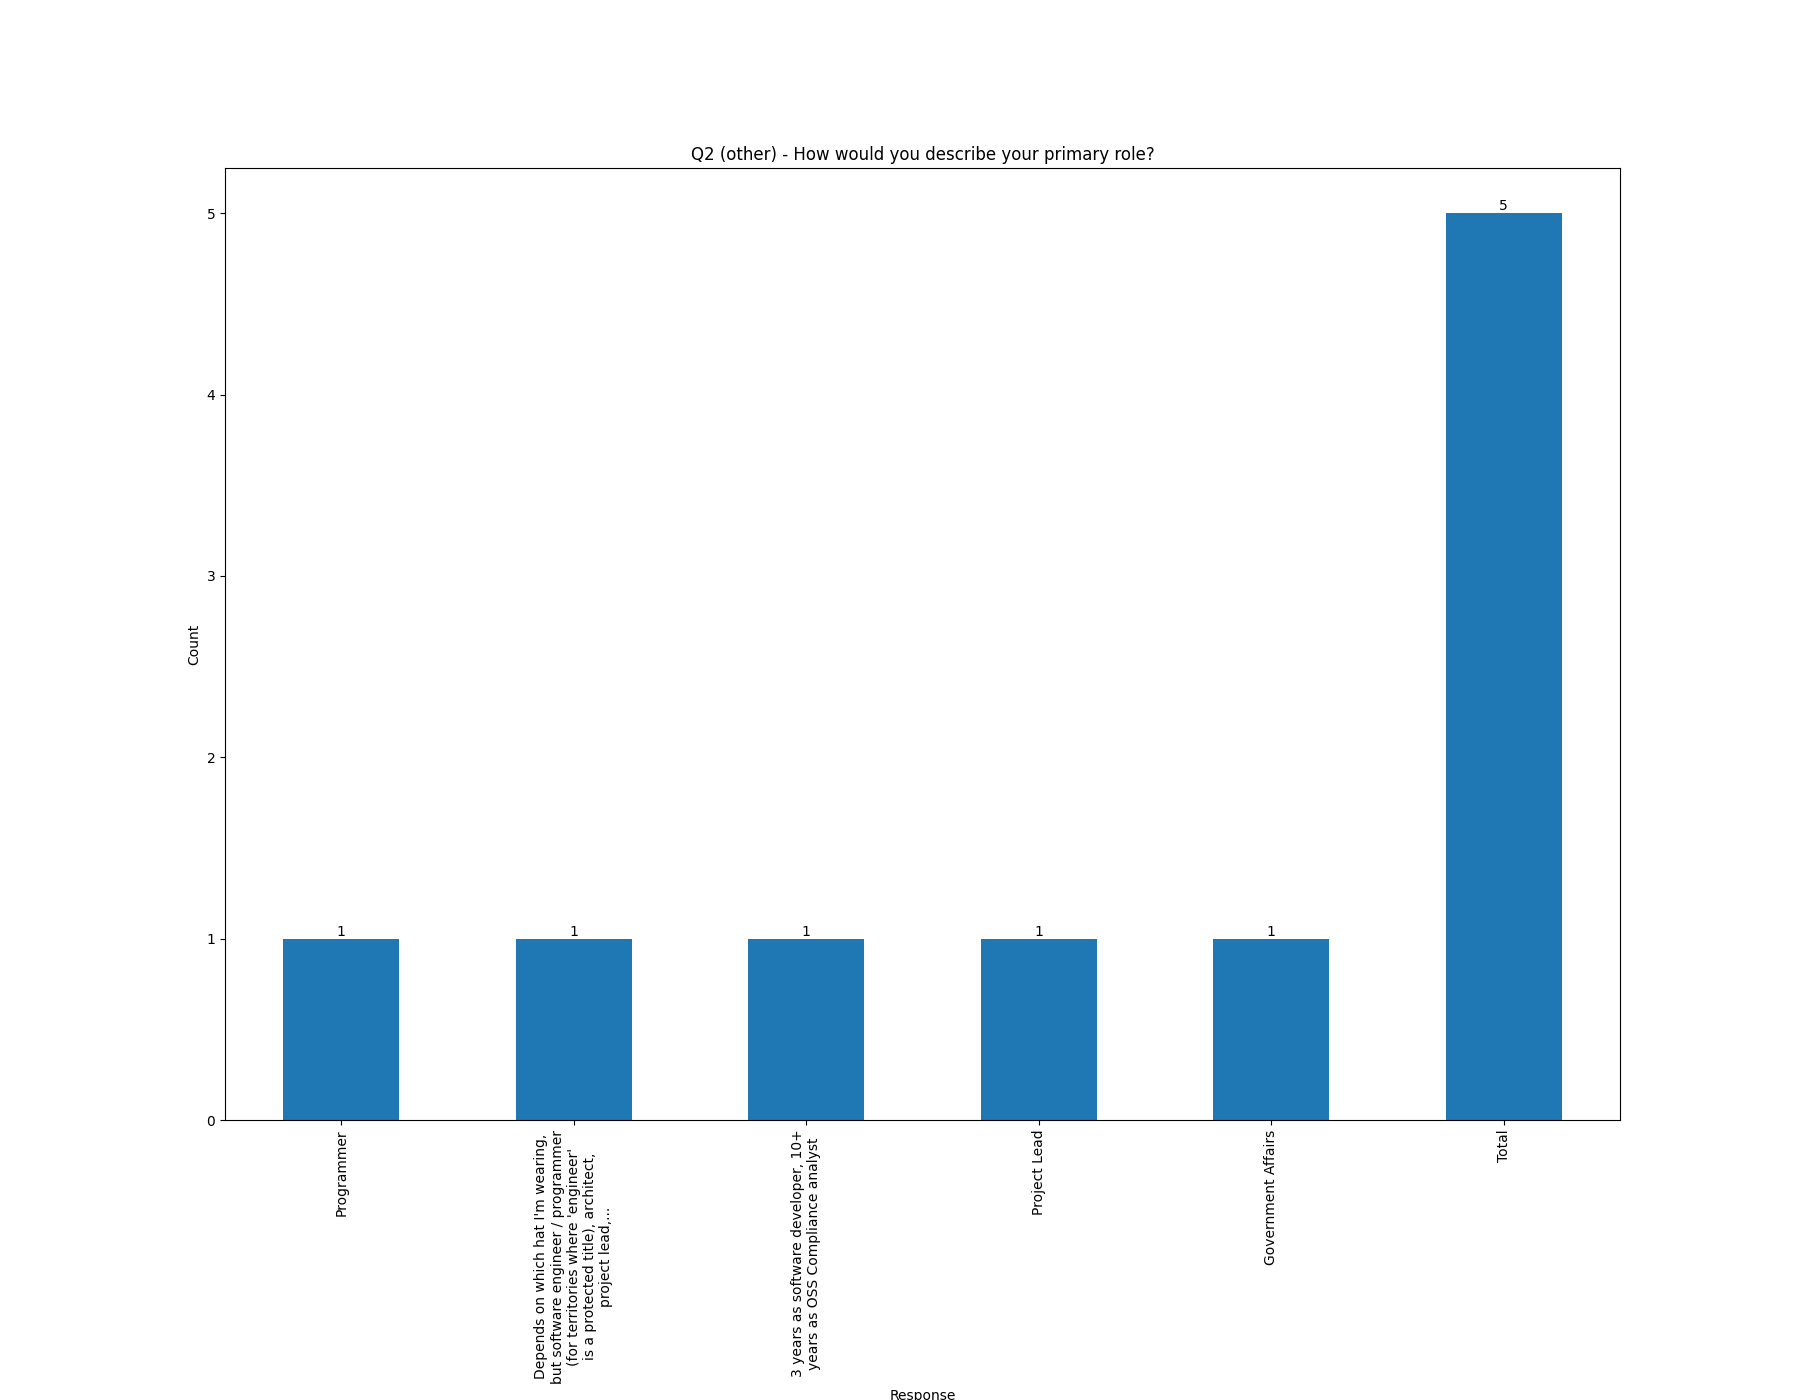 Q2 (other) - How would you describe your primary role?
5
4
3
2
1
0
Count
1
1
1
1
1
5
Programmer
Depends on which hat I'm wearing,
but software engineer / programmer
(for territories where 'engineer'
is a protected title), architect,
project lead,...
3 years as software developer, 10+
years as OSS Compliance analyst
Project Lead
Government Affairs
Total
Response